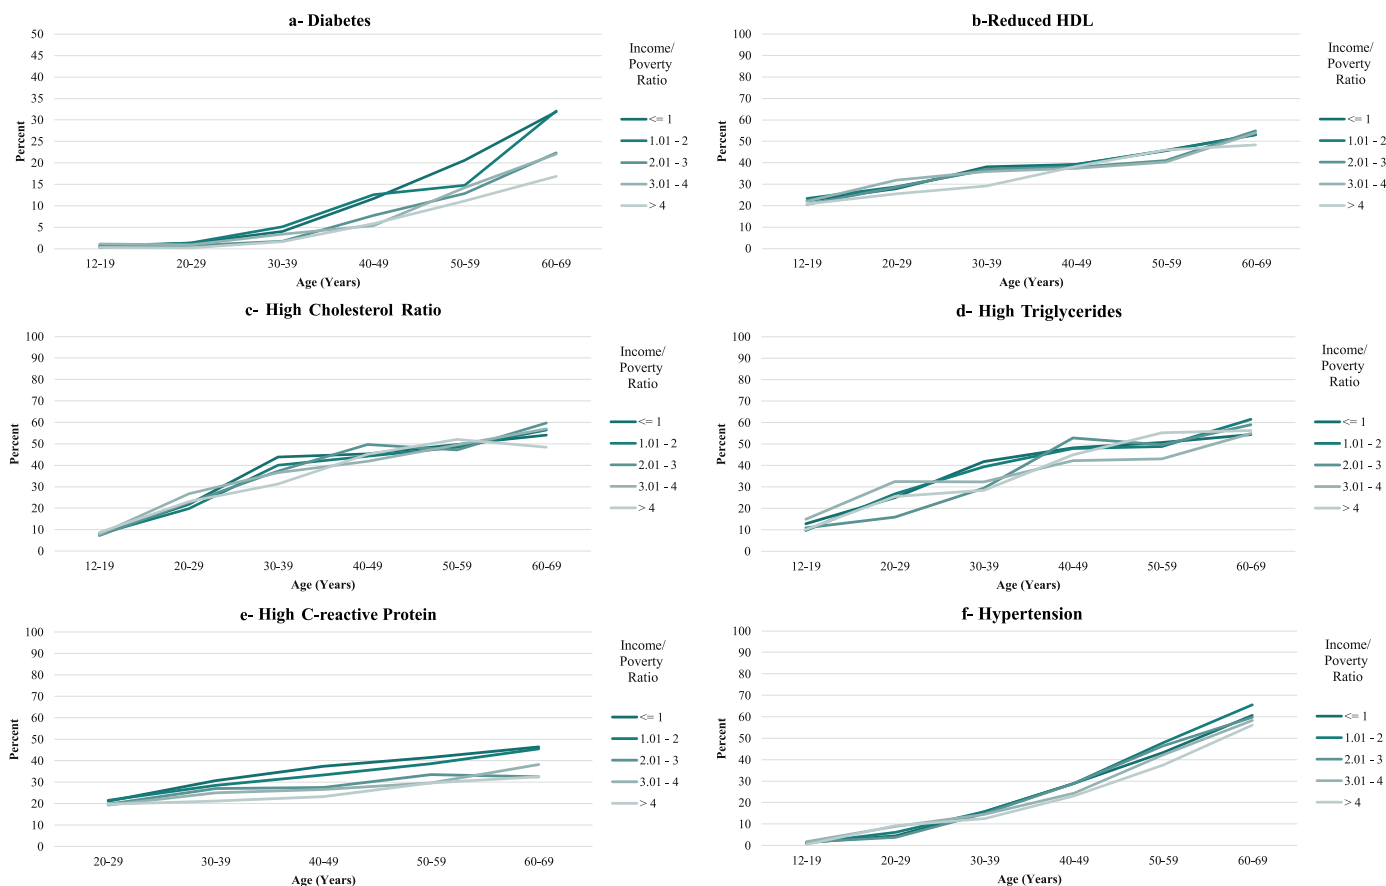 a- Diabetes
50
45
40
35
30
25
20
15
10
5
0
Percent
12-19
20-29
30-39
40-49
50-59
60-69
Age (Years)
Income/
Poverty
Ratio
<= 1
1.01 - 2
2.01 - 3
3.01 - 4
> 4
b-Reduced HDL
100
90
80
70
60
50
40
30
20
10
0
Percent
12-19
20-29
30-39
40-49
50-59
60-69
Age (Years)
Income/
Poverty
Ratio
<= 1
1.01 - 2
2.01 - 3
3.01 - 4
> 4
c- High Cholesterol Ratio
100
90
80
70
60
50
40
30
20
10
0
Percent
12-19
20-29
30-39
40-49
50-59
60-69
Age (Years)
Income/
Poverty
Ratio
<= 1
1.01 - 2
2.01 - 3
3.01 - 4
> 4
d- High Triglycerides
100
90
80
70
60
50
40
30
20
10
0
Percent
12-19
20-29
30-39
40-49
50-59
60-69
Age (Years)
Income/
Poverty
Ratio
<= 1
1.01 - 2
2.01 - 3
3.01 - 4
> 4
e- High C-reactive Protein
100
90
80
70
60
50
40
30
20
10
0
Percent
20-29
30-39
40-49
50-59
60-69
Age (Years)
Income/
Poverty
Ratio
<= 1
1.01 - 2
2.01 - 3
3.01 - 4
> 4
f- Hypertension
100
90
80
70
60
50
40
30
20
10
0
Percent
12-19
20-29
30-39
40-49
50-59
60-69
Age (Years)
Income/
Poverty
Ratio
<= 1
1.01 - 2
2.01 - 3
3.01 - 4
> 4